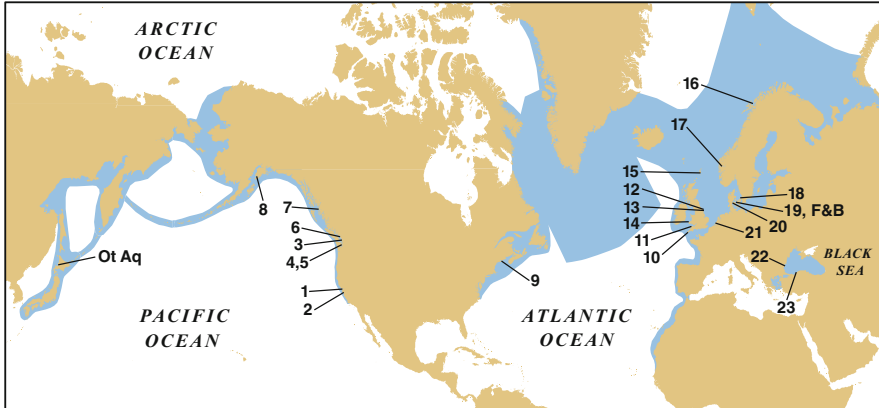 ARCTIC
OCEAN
16
17
15
12
13
14
11
10
18
19, F&B
20
21
22
BLACK
SEA
23
8
7
6
3
4,5
Ot Aq
9
1
2
PACIFIC
OCEAN
ATLANTIC
OCEAN